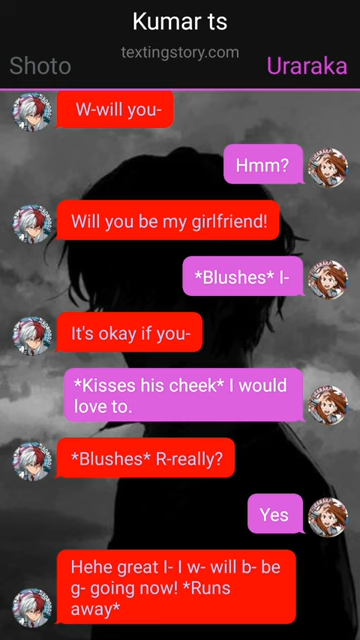 Kumar ts
textingstory.com
Shoto
Uraraka
W-will you-
Hmm?
Will you be my girlfriend!
*Blushes* I-
It's okay if you-
*Kisses his cheek* I would
love to.
*Blushes* R-really?
Yes
Hehe great I- I w- will b- be
g- going now! *Runs
away*